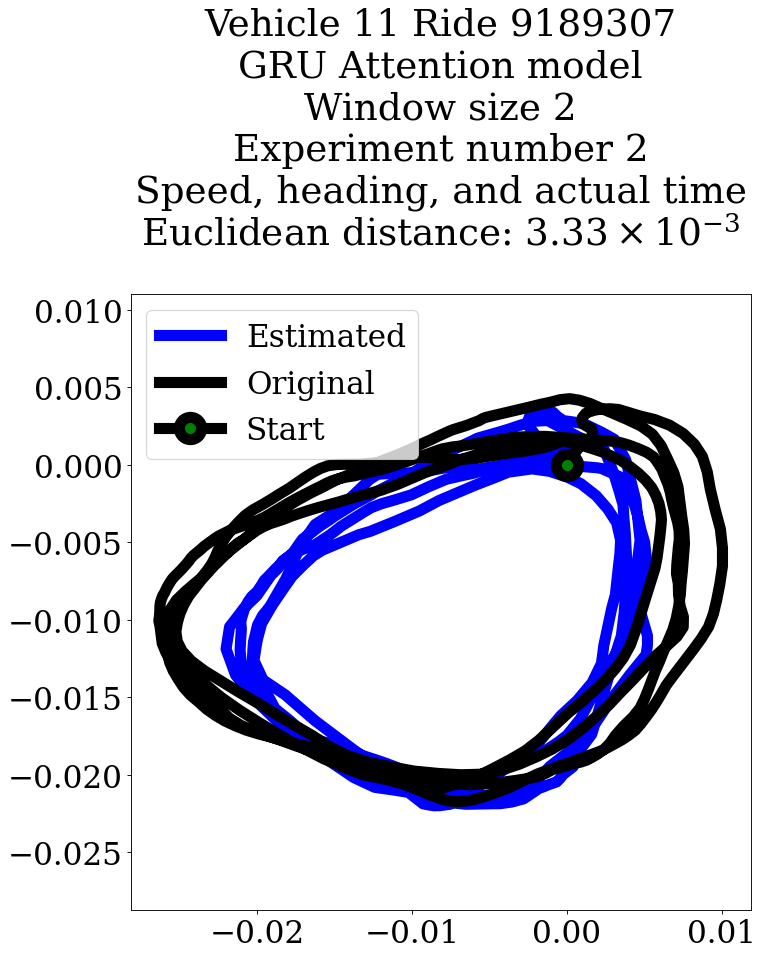 Vehicle 11 Ride 9189307
GRU Attention model
Window size 2
Experiment number 2
Speed, heading, and actual time
Euclidean distance: 3.33 × 10⁻³
0.010
Estimated
0.005
Original
Start
0.000
−0.005
−0.010
−0.015
−0.020
−0.025
−0.02
−0.01
0.00
0.01